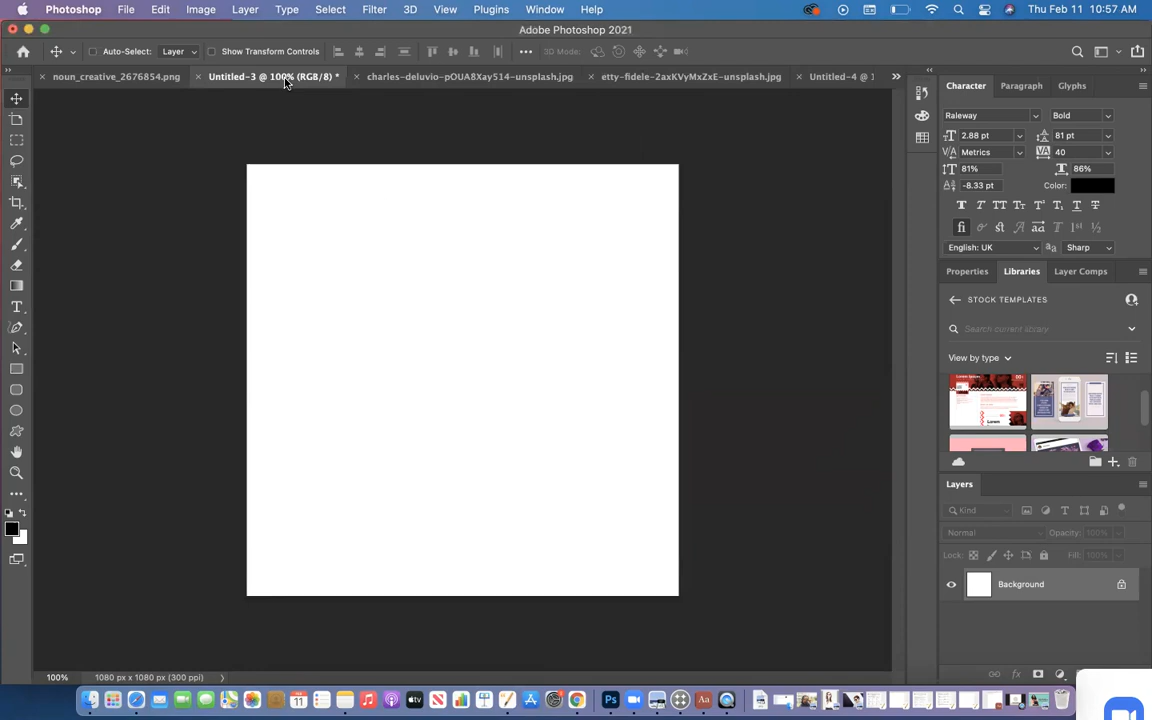 Photoshop File Edit Image Layer Type Select Filter 3D View Plugins Window Help Thu Feb 11 10:57 AM
Adobe Photoshop 2021
Auto-Select: Layer Show Transform Controls 3D Mode:
noun_creative_2676854.png Untitled-3 @ 100% (RGB/8) * charles-deluvio-pOUA8Xay514-unsplash.jpg etty-fidele-2axKVyMxZxE-unsplash.jpg Untitled-4 @ 1
Character Paragraph Glyphs
Raleway Bold
2.88 pt 81 pt
Metrics 40
81% 86%
-8.33 pt Color:
English: UK Sharp
Properties Libraries Layer Comps
STOCK TEMPLATES
Search current library
View by type
Layers
Kind
Normal Opacity: 100%
Lock: Fill: 100%
Background
100% 1080 px x 1080 px (300 ppi)